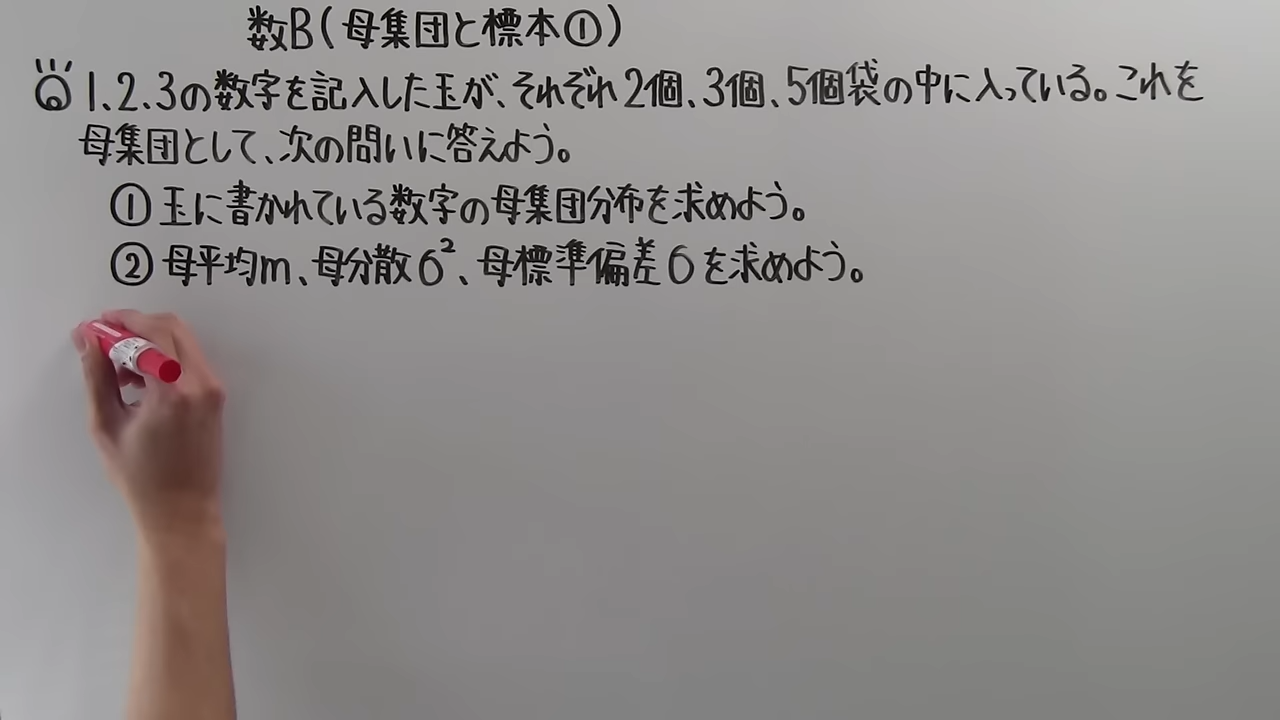 数B(母集団と標本①)
1、2、3の数字を記入した玉が、それぞれ2個、3個、5個袋の中に入っている。これを
母集団として、次の問いに答えよう。
① 玉に書かれている数字の母集団分布を求めよう。
② 母平均m、母分散σ²、母標準偏差σを求めよう。